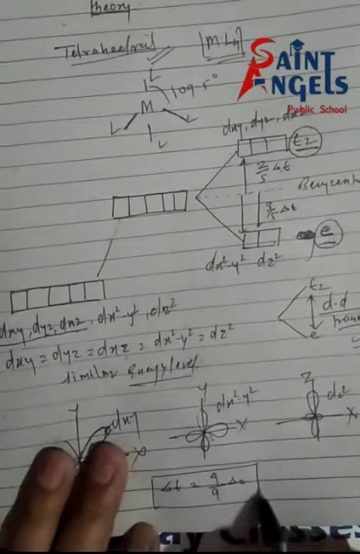 Theory
Tetrahedral [ML4]
SAINT
ANGELS
Public School
L
109.5°
M
L L
L
dxy, dyz, dxz
t2
2/5 Δt
Barycentre
3/5 Δt
e
dx²-y² dz²
t2
d-d
e
dxy, dyz, dxz, dx²-y², dz²
dxy = dyz = dxz = dx²-y² = dz²
Similar Energy level
Y dxy X
Y dx²-y² X
Z dz² X
Δt = 4/9 Δo